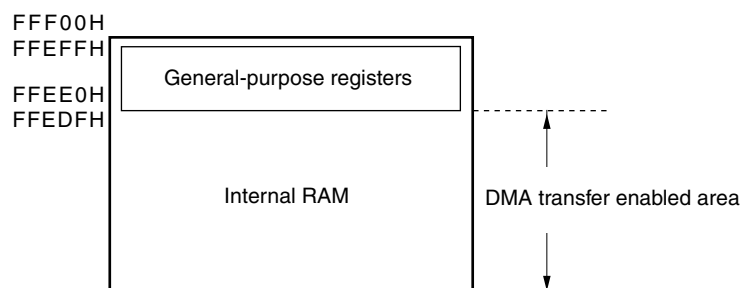 FFF00H
FFEFFH
General-purpose registers
FFEE0H
FFEDFH
Internal RAM
DMA transfer enabled area